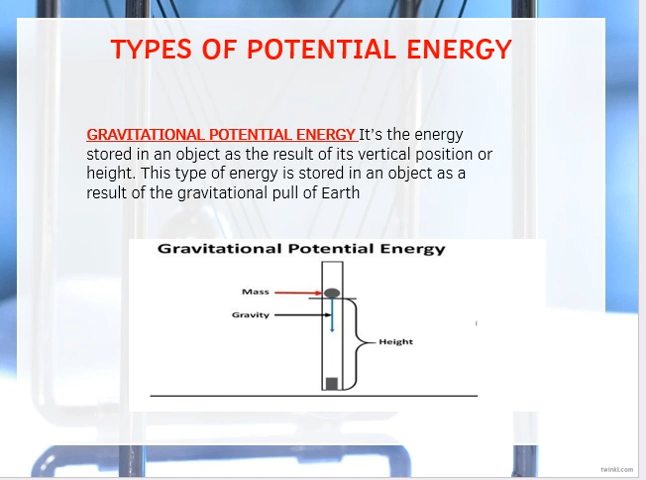 TYPES OF POTENTIAL ENERGY
GRAVITATIONAL POTENTIAL ENERGY It's the energy
stored in an object as the result of its vertical position or
height. This type of energy is stored in an object as a
result of the gravitational pull of Earth
Gravitational Potential Energy
Mass
Gravity
Height
twinkl.com